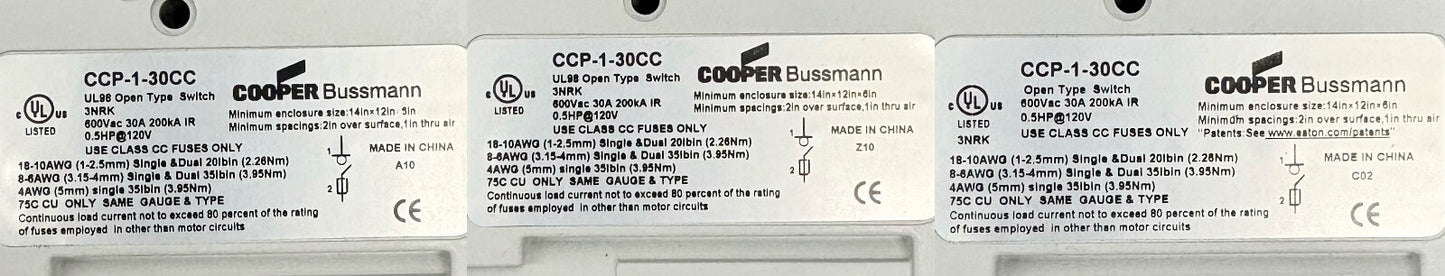 CCP-1-30CC
UL98 Open Type Switch
3NRK
600Vac 30A 200kA IR
0.5HP@120V
USE CLASS CC FUSES ONLY
c UL us
LISTED
COOPER Bussmann
Minimum enclosure size:14in×12in· 5in
Minimum spacings:2in over surface,1in thru air
1
2
MADE IN CHINA
A10
18-10AWG (1-2.5mm) Single &Dual 20lbin (2.26Nm)
8-6AWG (3.15-4mm) Single & Dual 35lbin (3.95Nm)
4AWG (5mm) single 35lbin (3.95Nm)
75C CU ONLY SAME GAUGE & TYPE
Continuous load current not to exceed 80 percent of the rating
of fuses employed in other than motor circuits
CE
CCP-1-30CC
UL98 Open Type Switch
3NRK
600Vac 30A 200kA IR
0.5HP@120V
USE CLASS CC FUSES ONLY
c UL us
LISTED
COOPER Bussmann
Minimum enclosure size:14in×12in×6in
Minimum spacings:2in over surface,1in thru air
1
2
MADE IN CHINA
Z10
18-10AWG (1-2.5mm) Single &Dual 20lbin (2.26Nm)
8-6AWG (3.15-4mm) Single & Dual 35lbin (3.95Nm)
4AWG (5mm) single 35lbin (3.95Nm)
75C CU ONLY SAME GAUGE & TYPE
Continuous load current not to exceed 80 percent of the rating
of fuses employed in other than motor circuits
CE
CCP-1-30CC
Open Type Switch
600Vac 30A 200kA IR
0.5HP@120V
USE CLASS CC FUSES ONLY
c UL us
LISTED
3NRK
COOPER Bussmann
Minimum enclosure size:14in×12in×6in
Minimdm spacings:2in over surface,1in thru air
"Patents: See www.eaton.com/patents"
1
2
MADE IN CHINA
C02
18-10AWG (1-2.5mm) Single &Dual 20lbin (2.26Nm)
8-6AWG (3.15-4mm) Single & Dual 35lbin (3.95Nm)
4AWG (5mm) single 35lbin (3.95Nm)
75C CU ONLY SAME GAUGE & TYPE
Continuous load current not to exceed 80 percent of the rating
of fuses employed in other than motor circuits
CE